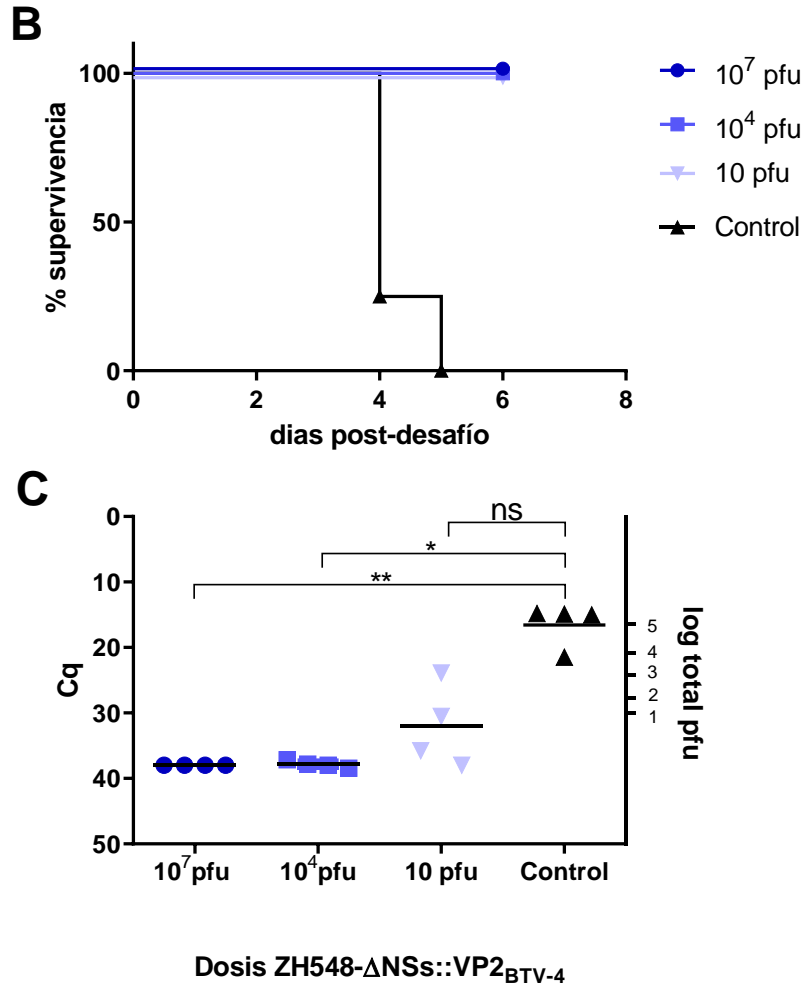 B
100
50
0
0 2 4 6 8
% supervivencia
dias post-desafío
10⁷ pfu
10⁴ pfu
10 pfu
Control
C
0
10
20
30
40
50
Cq
ns
*
**
5
4
3
2
1
log total pfu
10⁷pfu 10⁴pfu 10 pfu Control
Dosis ZH548-ΔNSs::VP2BTV-4